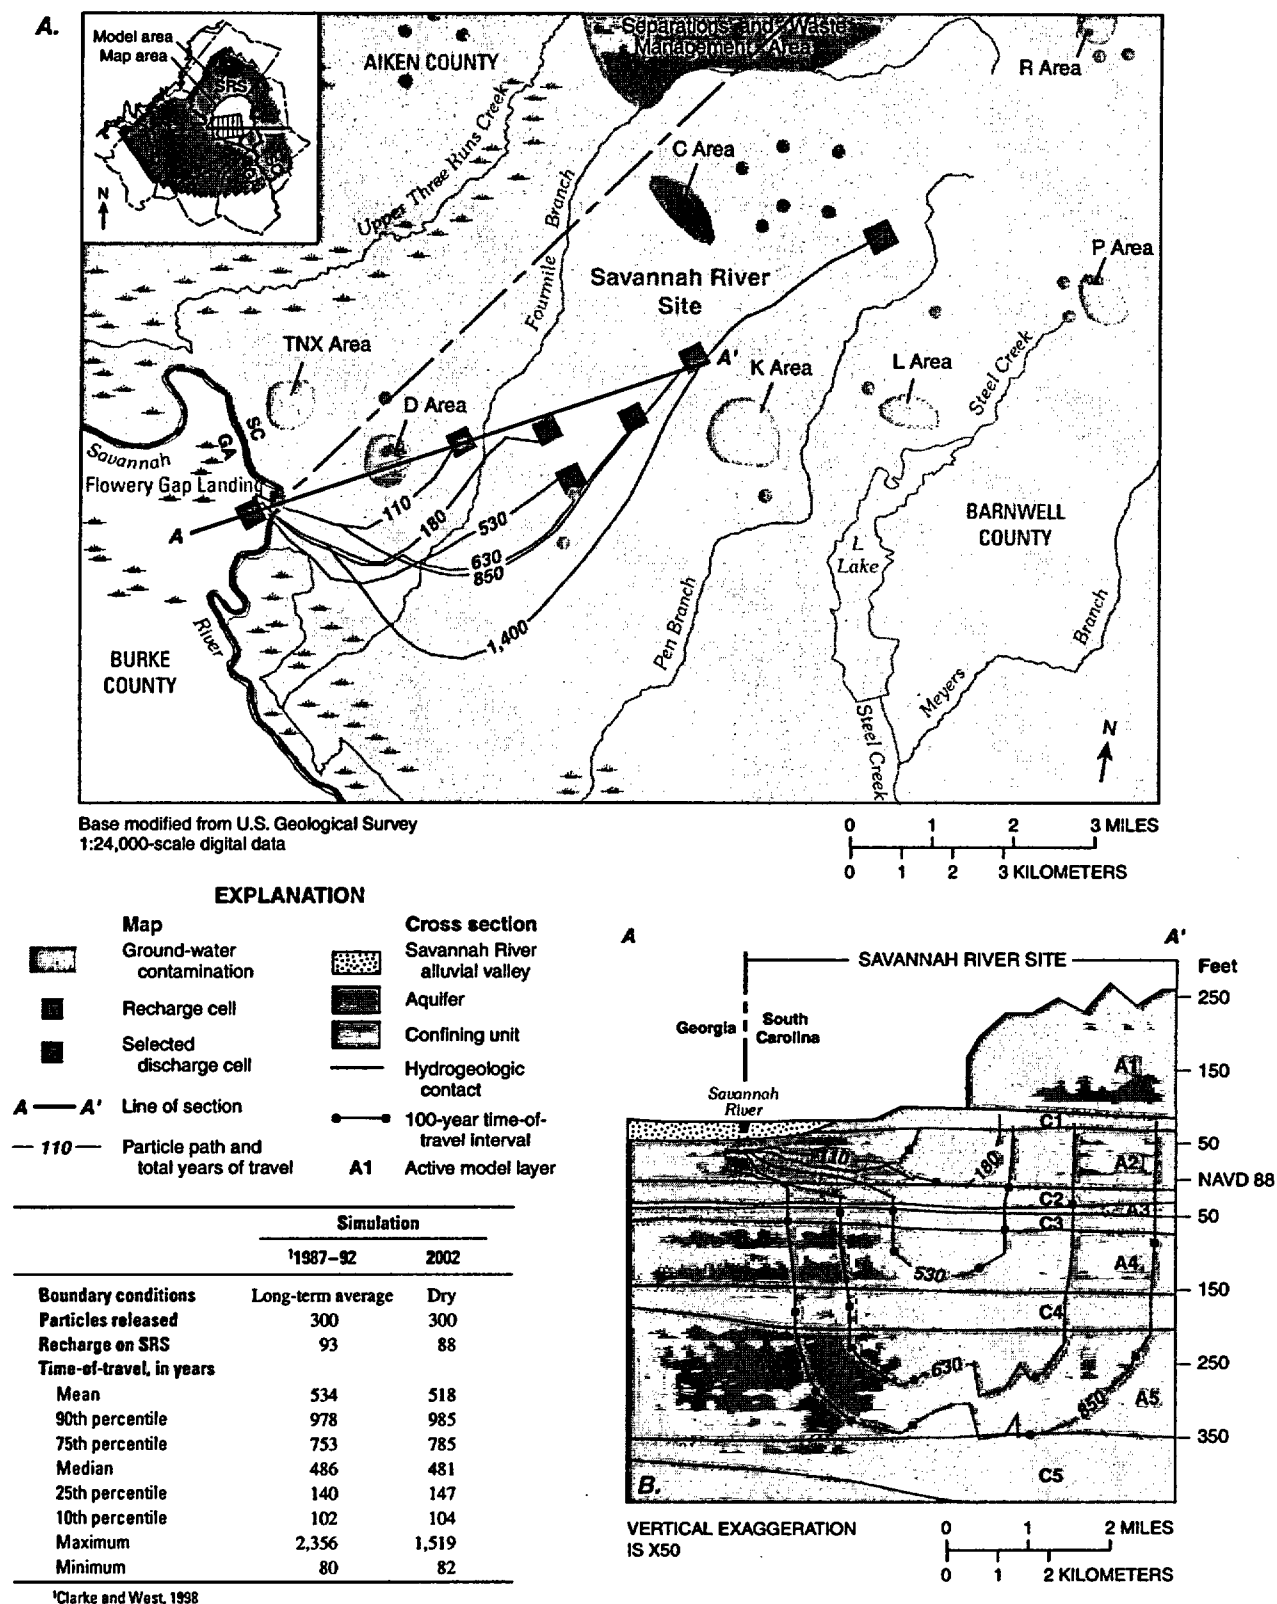 A.
Model area
Map area
SRS
N
AIKEN COUNTY
Separations and Waste
Management Area
R Area
Upper Three Runs Creek
Fourmile Branch
C Area
P Area
Savannah River
Site
TNX Area
A'
K Area
L Area
Steel Creek
D Area
SC
GA
Savannah
Flowery Gap Landing
A
110
180
530
630
850
1,400
L
Lake
BARNWELL
COUNTY
Pen Branch
River
BURKE
COUNTY
Meyers Branch
Steel Creek
N
Base modified from U.S. Geological Survey
1:24,000-scale digital data
0 1 2 3 MILES
0 1 2 3 KILOMETERS
EXPLANATION
Map
Ground-water
contamination
Recharge cell
Selected
discharge cell
A A' Line of section
110 Particle path and
total years of travel
Cross section
Savannah River
alluvial valley
Aquifer
Confining unit
Hydrogeologic
contact
100-year time-of-
travel interval
A1 Active model layer
Simulation
¹1987–92 2002
Boundary conditions Long-term average Dry
Particles released 300 300
Recharge on SRS 93 88
Time-of-travel, in years
Mean 534 518
90th percentile 978 985
75th percentile 753 785
Median 486 481
25th percentile 140 147
10th percentile 102 104
Maximum 2,356 1,519
Minimum 80 82
¹Clarke and West, 1998
A A'
SAVANNAH RIVER SITE
Feet
250
Georgia
South
Carolina
A1
150
Savannah
River
C1
50
110
180
A2
NAVD 88
C2
A3
50
C3
A4
530
150
C4
250
630
850
A5
350
C5
B.
VERTICAL EXAGGERATION
IS X50
0 1 2 MILES
0 1 2 KILOMETERS